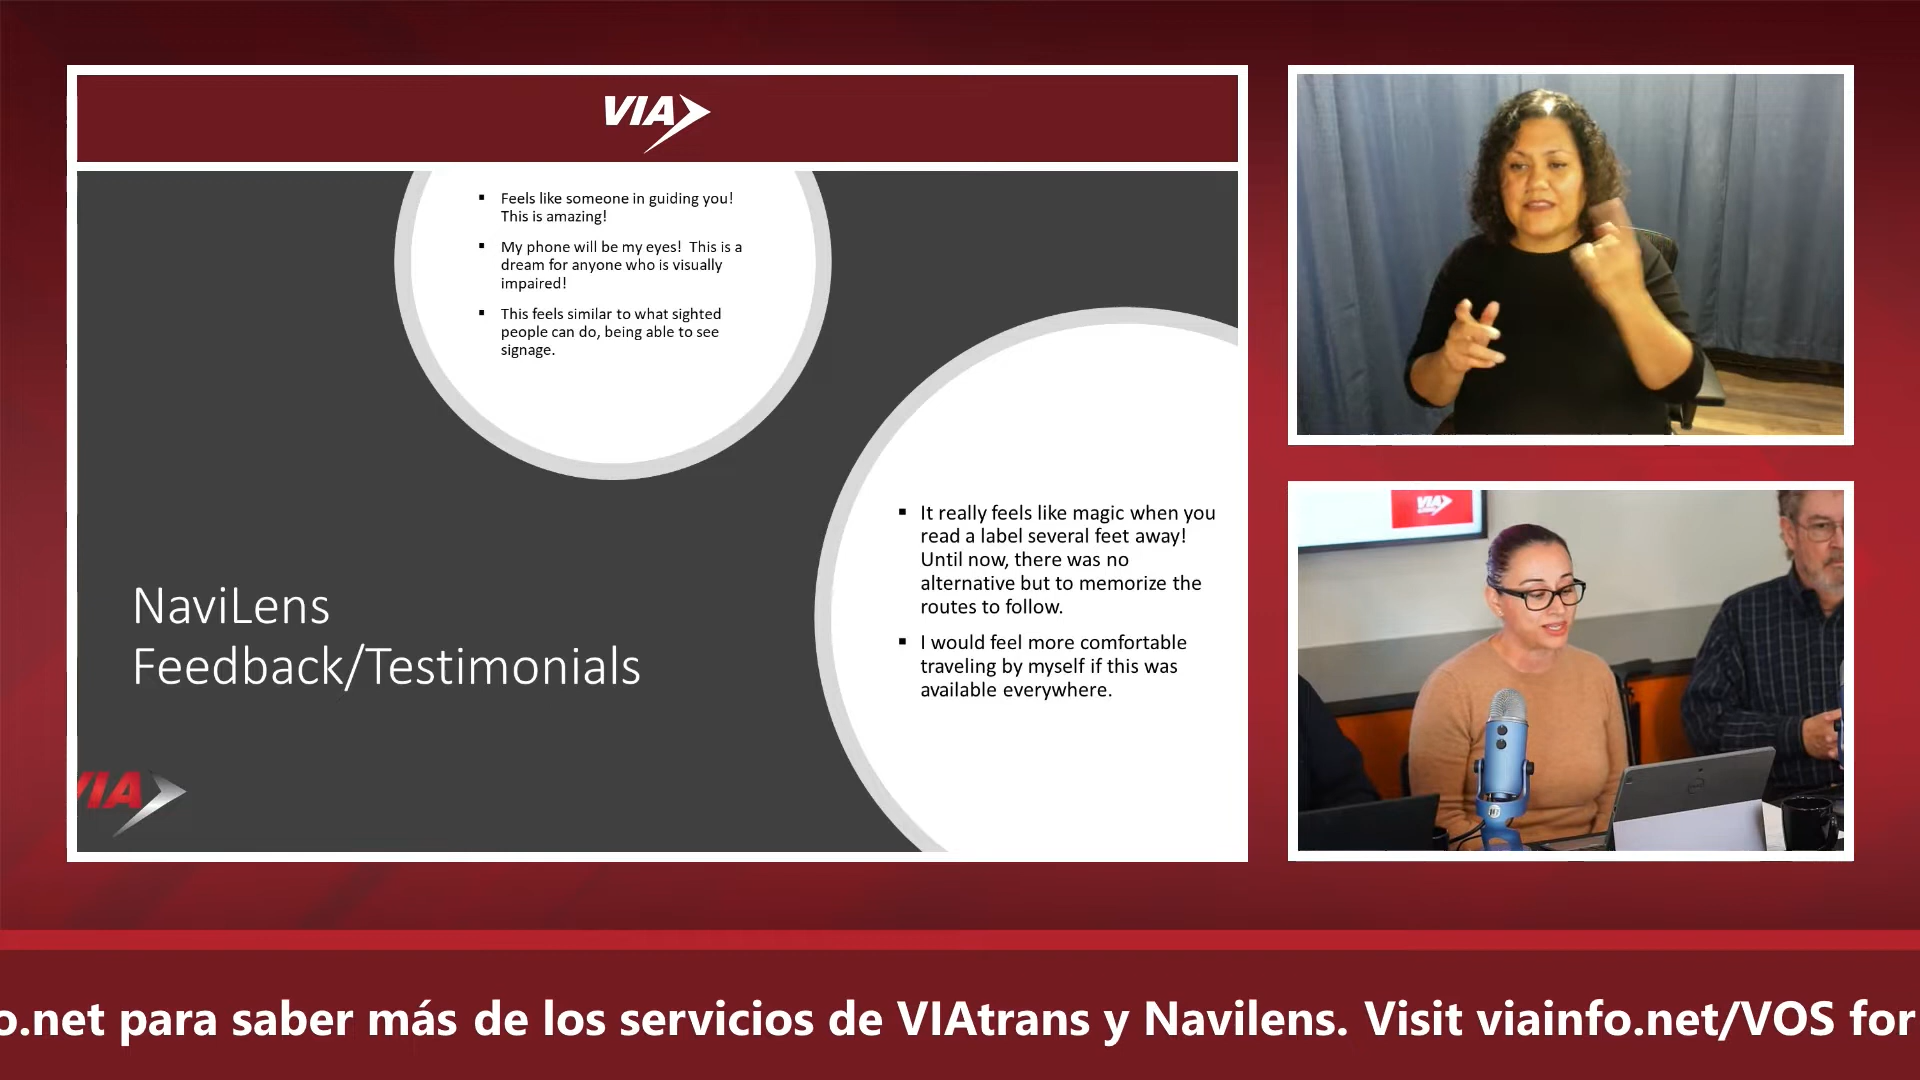 VIA
Feels like someone in guiding you!
This is amazing!
My phone will be my eyes! This is a
dream for anyone who is visually
impaired!
This feels similar to what sighted
people can do, being able to see
signage.
It really feels like magic when you
read a label several feet away!
Until now, there was no
alternative but to memorize the
routes to follow.
I would feel more comfortable
traveling by myself if this was
available everywhere.
NaviLens
Feedback/Testimonials
VIA
VIA
o.net para saber más de los servicios de VIAtrans y Navilens. Visit viainfo.net/VOS for